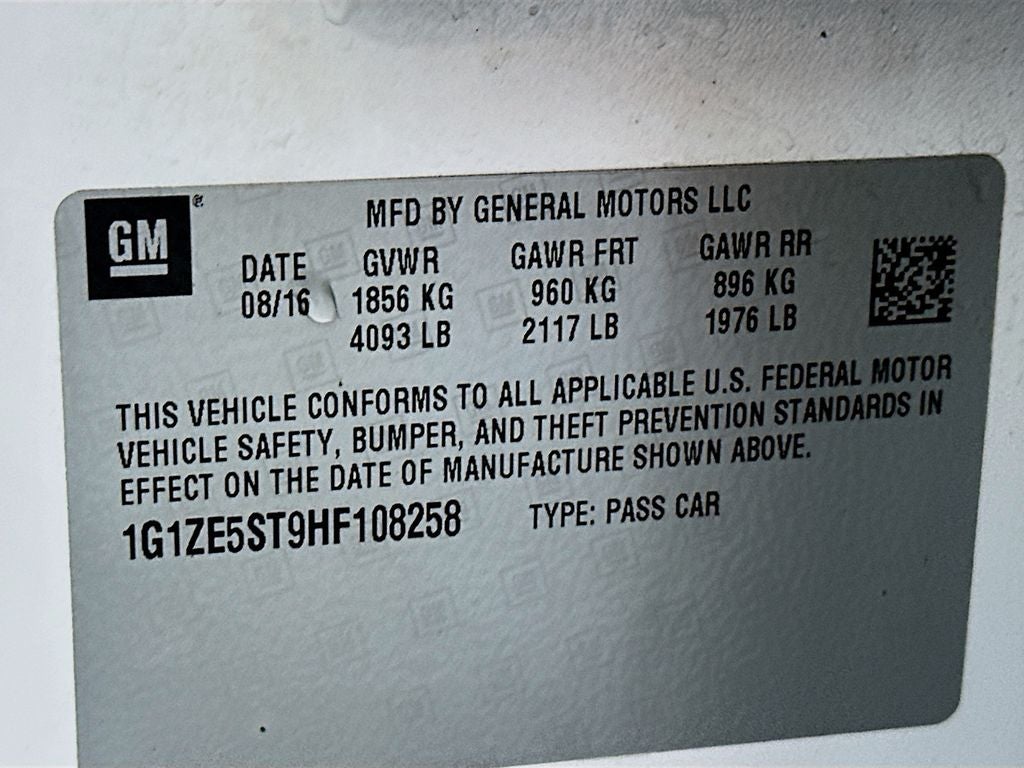 GM ®
MFD BY GENERAL MOTORS LLC
DATE GVWR GAWR FRT GAWR RR
08/16 1856 KG 960 KG 896 KG
4093 LB 2117 LB 1976 LB
THIS VEHICLE CONFORMS TO ALL APPLICABLE U.S. FEDERAL MOTOR
VEHICLE SAFETY, BUMPER, AND THEFT PREVENTION STANDARDS IN
EFFECT ON THE DATE OF MANUFACTURE SHOWN ABOVE.
1G1ZE5ST9HF108258 TYPE: PASS CAR